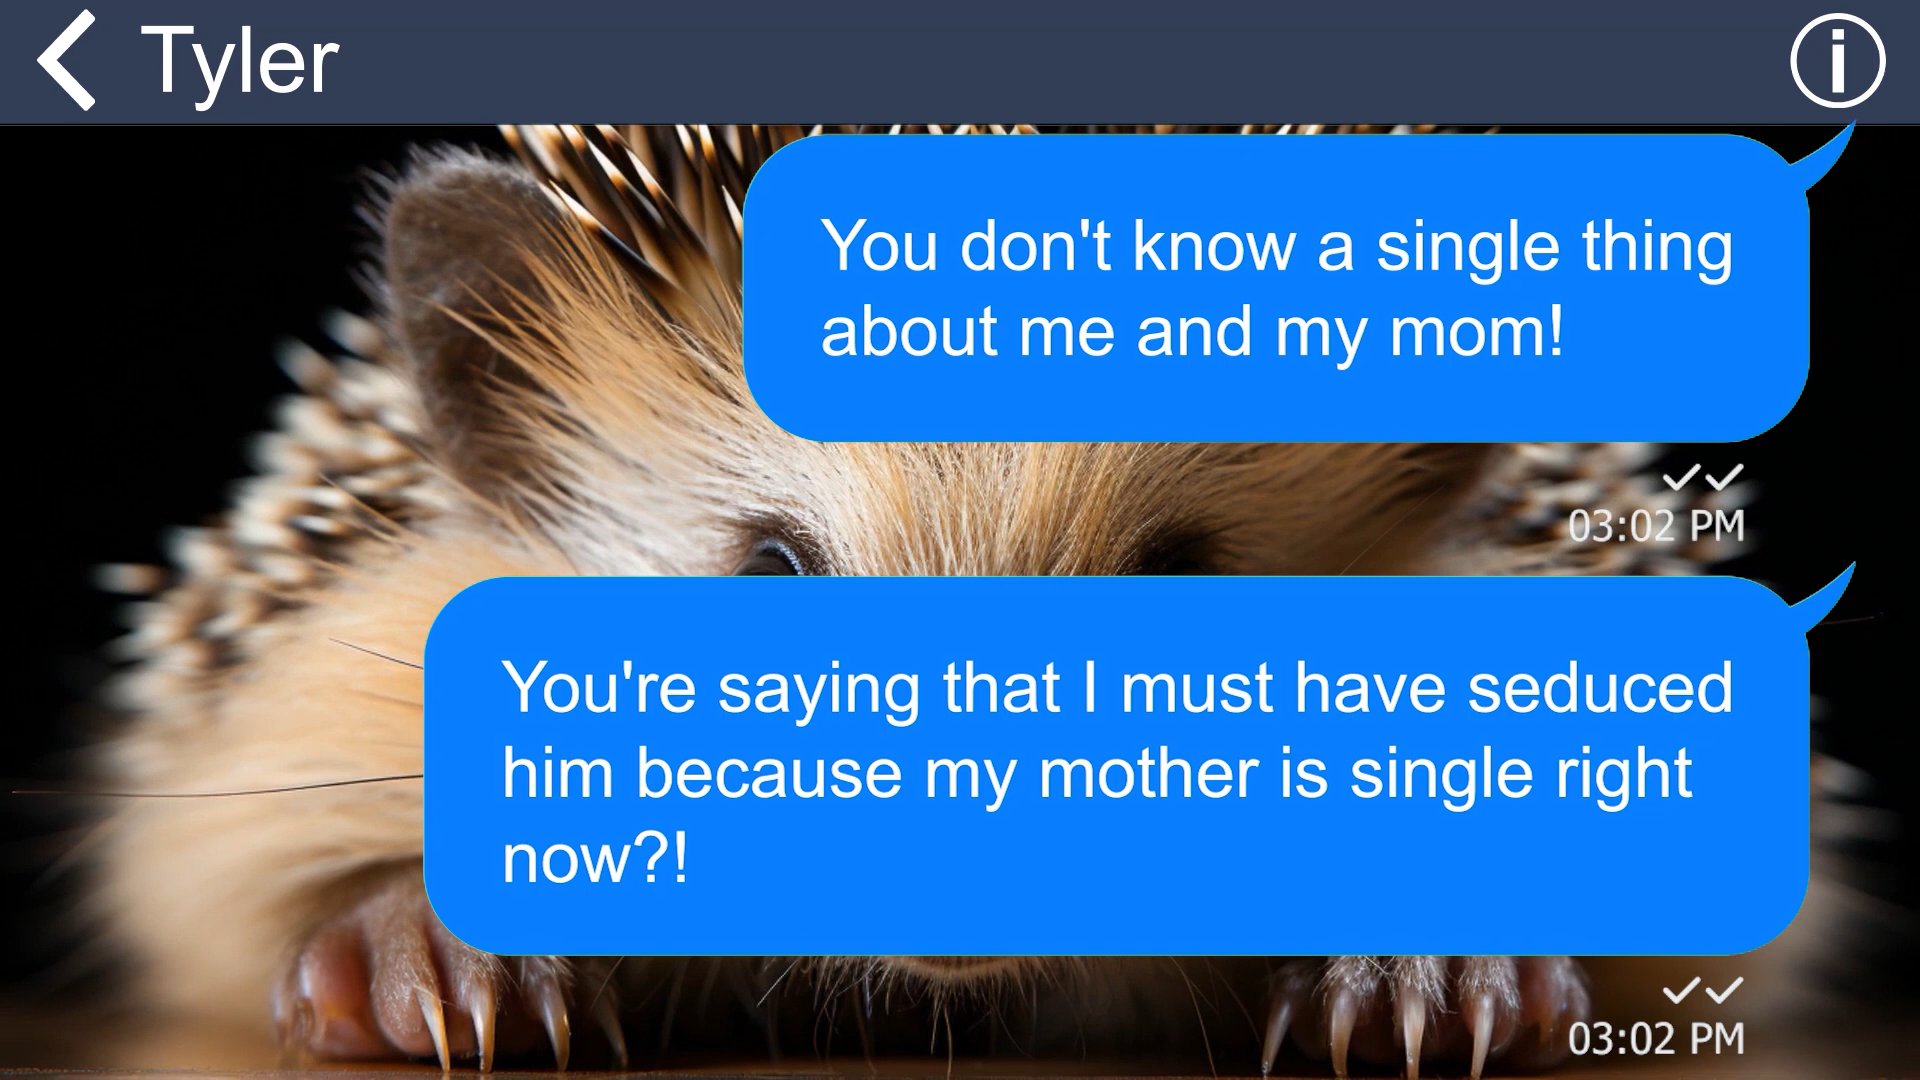 Tyler
You don't know a single thing
about me and my mom!
03:02 PM
You're saying that I must have seduced
him because my mother is single right
now?!
03:02 PM